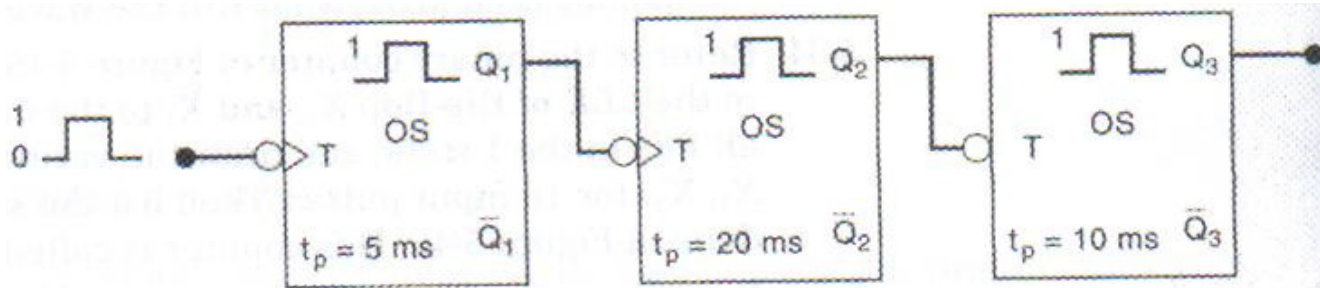 1 Q₁ 1 Q₂ 1 Q₃
OS OS OS
1
0 T T T
Q̄₁ Q̄₂ Q̄₃
tₚ = 5 ms tₚ = 20 ms tₚ = 10 ms